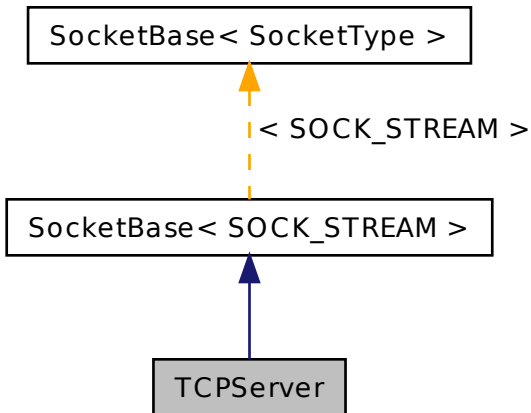 SocketBase< SocketType >
< SOCK_STREAM >
SocketBase< SOCK_STREAM >
TCPServer